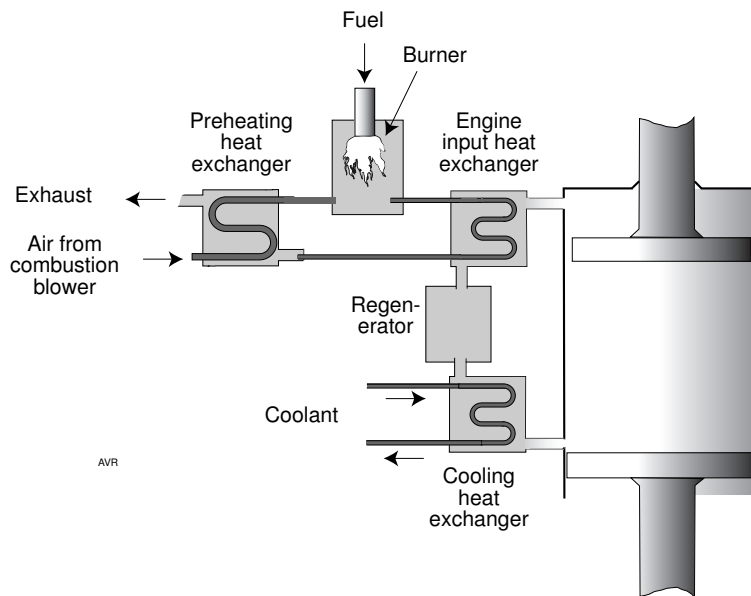 Fuel
Burner
Preheating
heat
exchanger
Engine
input heat
exchanger
Exhaust
Air from
combustion
blower
Regen-
erator
Coolant
AVR
Cooling
heat
exchanger